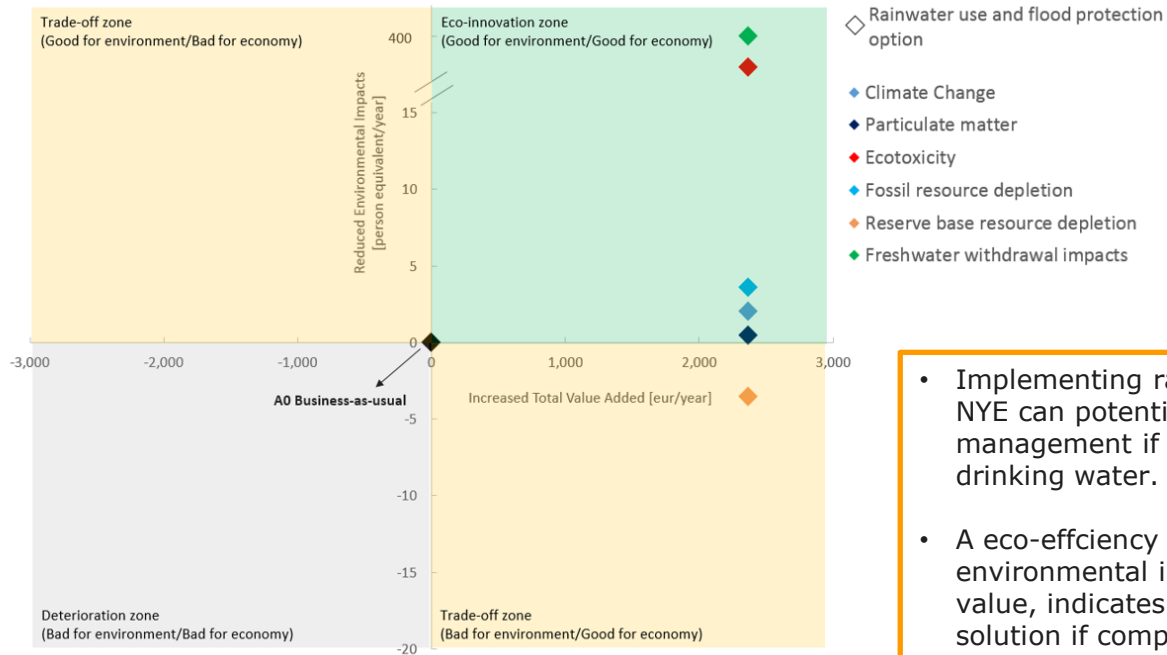 Trade-off zone
(Good for environment/Bad for economy)
Eco-innovation zone
(Good for environment/Good for economy)
Rainwater use and flood protection
option
Climate Change
Particulate matter
Ecotoxicity
Fossil resource depletion
Reserve base resource depletion
Freshwater withdrawal impacts
Reduced Environmental Impacts
[person equivalent/year]
400
15
10
5
0
-5
-10
-15
-20
-3,000
-2,000
-1,000
0
1,000
2,000
3,000
A0 Business-as-usual
Increased Total Value Added [eur/year]
Deterioration zone
(Bad for environment/Bad for economy)
Trade-off zone
(Bad for environment/Good for economy)
• Implementing ra
NYE can potenti
management if
drinking water.
• A eco-effciency
environmental i
value, indicates
solution if comp